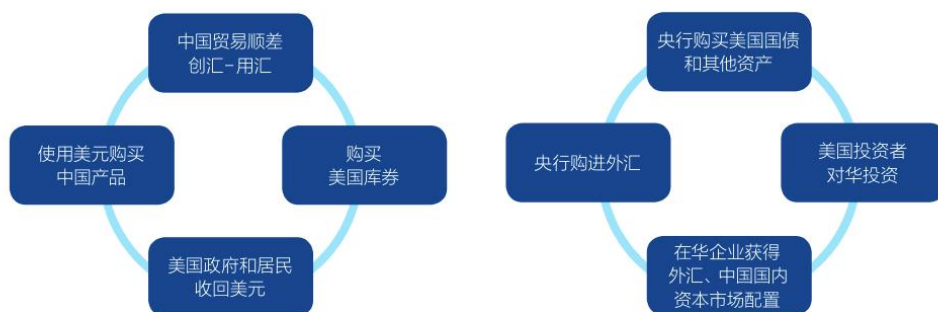 中国贸易顺差
创汇-用汇
使用美元购买
中国产品
购买
美国库券
美国政府和居民
收回美元
央行购买美国国债
和其他资产
央行购进外汇
美国投资者
对华投资
在华企业获得
外汇、中国国内
资本市场配置